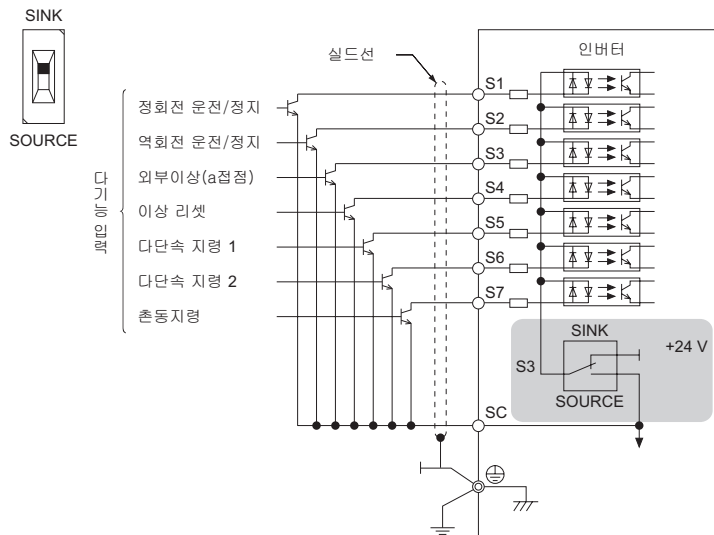 SINK
SOURCE
실드선
인버터
다기능 입력
정회전 운전/정지
역회전 운전/정지
외부이상(a접점)
이상 리셋
다단속 지령 1
다단속 지령 2
촌동지령
S1
S2
S3
S4
S5
S6
S7
SINK
+24 V
S3
SOURCE
SC